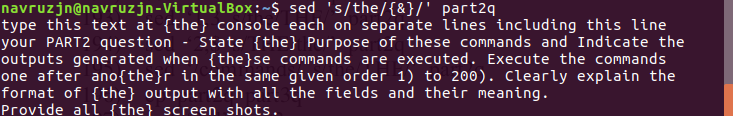 navruzjn@navruzjn-VirtualBox:~$ sed 's/the/{&}/' part2q
type this text at {the} console each on separate lines including this line
your PART2 question - State {the} Purpose of these commands and Indicate the
outputs generated when {the}se commands are executed. Execute the commands
one after ano{the}r in the same given order 1) to 200). Clearly explain the
format of {the} output with all the fields and their meaning.
Provide all {the} screen shots.